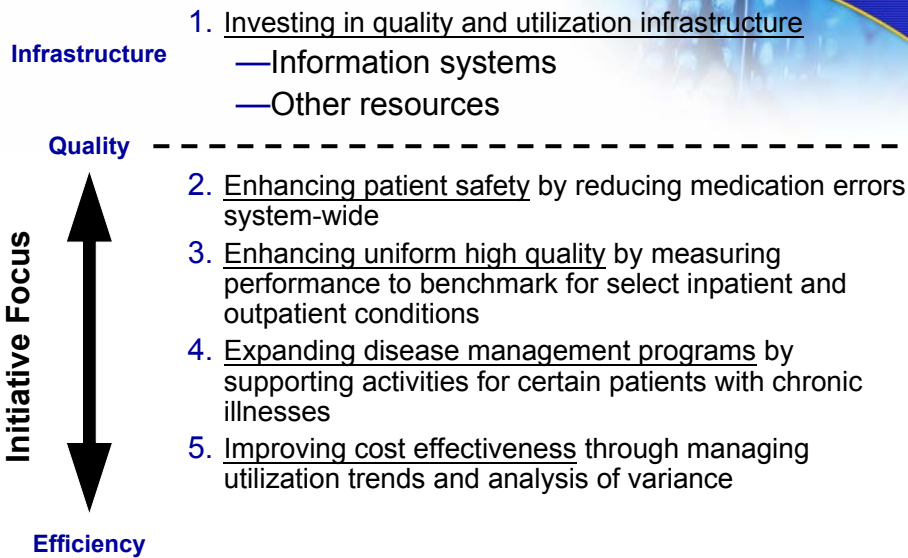 1. Investing in quality and utilization infrastructure
Infrastructure
—Information systems
—Other resources
Quality
2. Enhancing patient safety by reducing medication errors
system-wide
3. Enhancing uniform high quality by measuring
performance to benchmark for select inpatient and
outpatient conditions
4. Expanding disease management programs by
supporting activities for certain patients with chronic
illnesses
5. Improving cost effectiveness through managing
utilization trends and analysis of variance
Initiative Focus
Efficiency